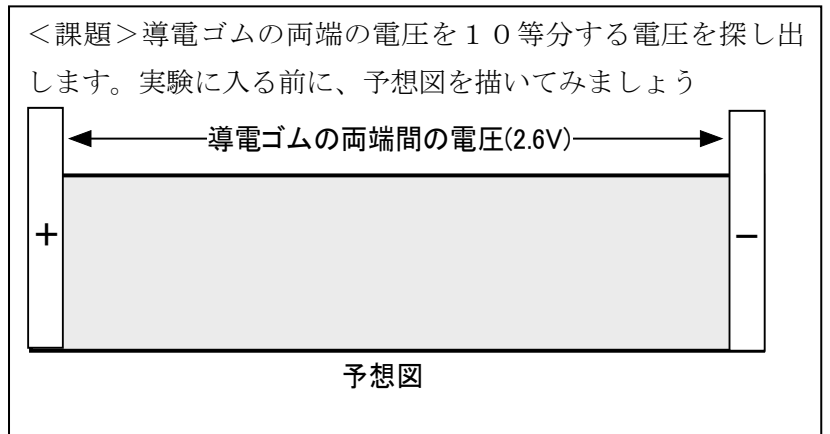 ＜課題＞導電ゴムの両端の電圧を１０等分する電圧を探し出
します。実験に入る前に、予想図を描いてみましょう
導電ゴムの両端間の電圧(2.6V)
＋
－
予想図